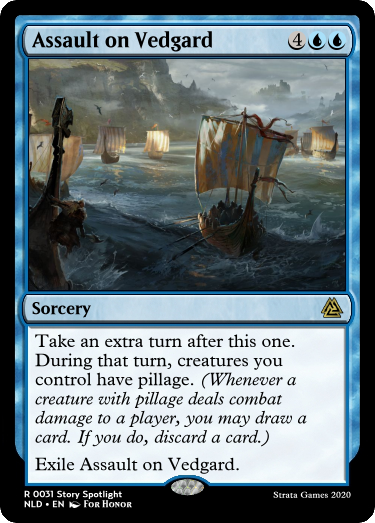 Assault on Vedgard 4
Sorcery
Take an extra turn after this one.
During that turn, creatures you
control have pillage. (Whenever a
creature with pillage deals combat
damage to a player, you may draw a
card. If you do, discard a card.)
Exile Assault on Vedgard.
R 0031 Story Spotlight
NLD • EN For Honor
Strata Games 2020